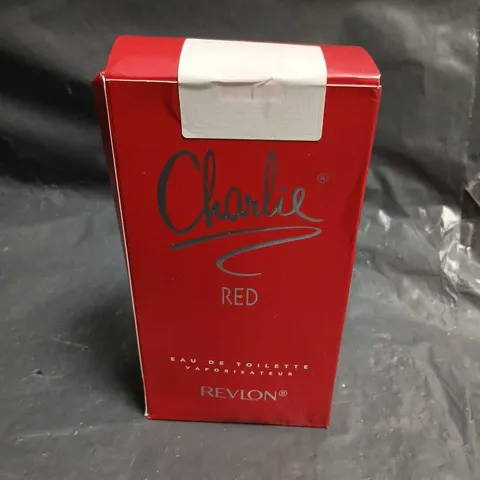 Charlie®
RED
EAU DE TOILETTE
VAPORISATEUR
REVLON®